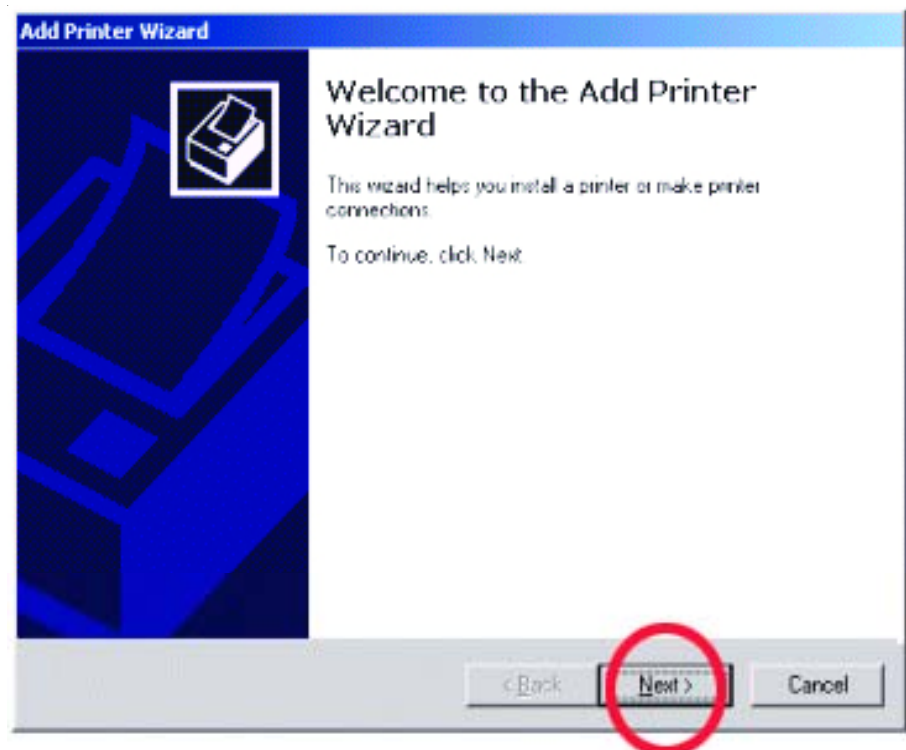 Add Printer Wizard
Welcome to the Add Printer
Wizard
This wizard helps you install a printer or make printer
connections.
To continue, click Next
< Back
Next >
Cancel